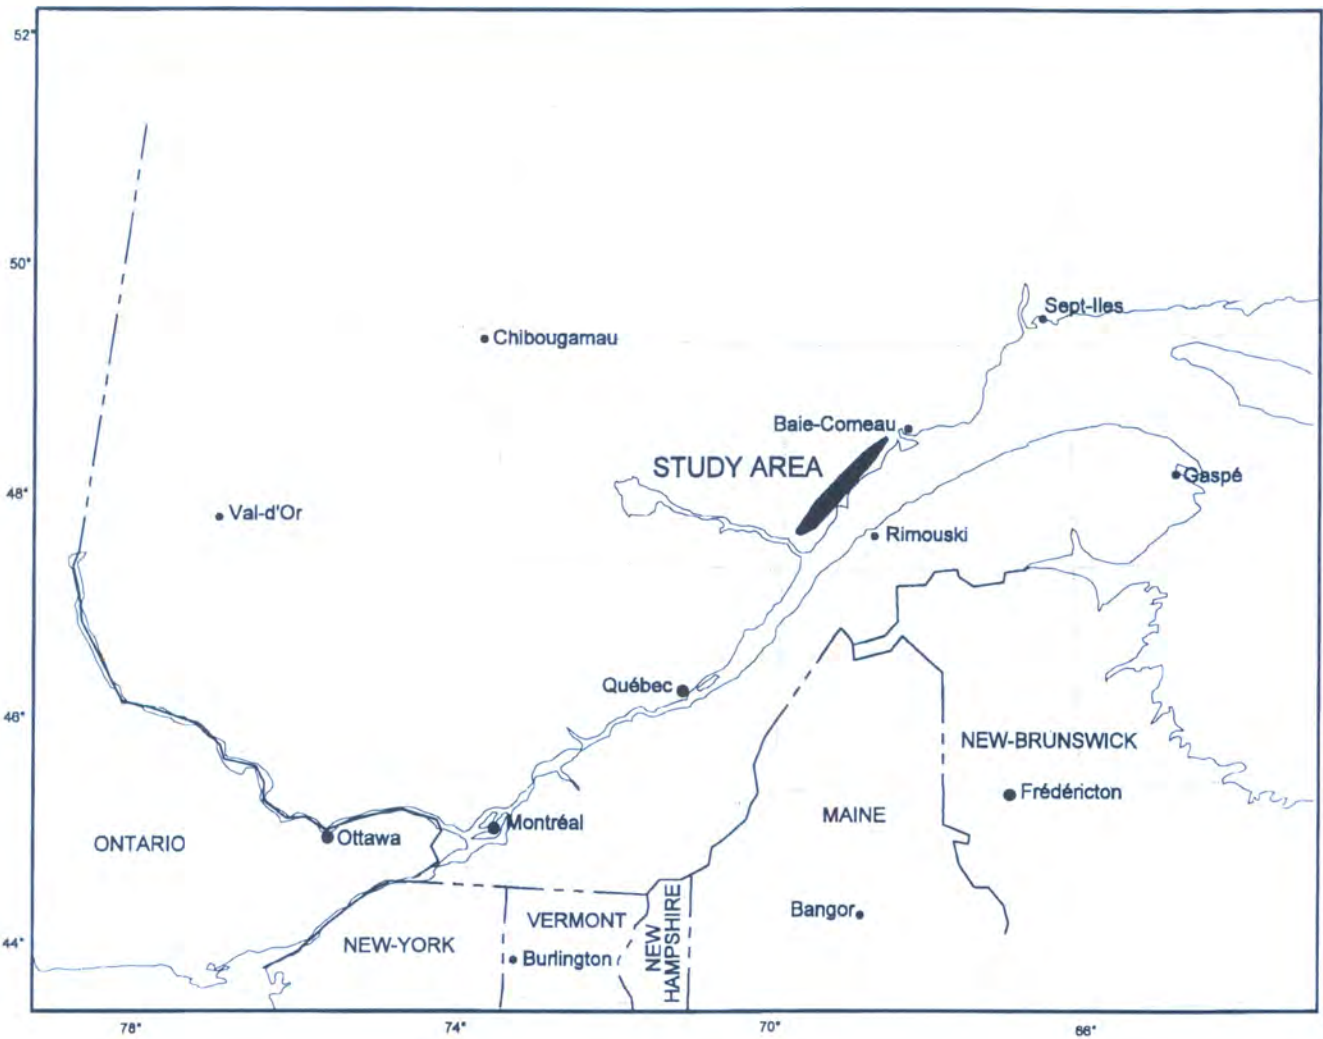 52°
50°
Sept-Iles
Chibougamau
Baie-Comeau
STUDY AREA
48°
Gaspé
Val-d'Or
Rimouski
Québec
46°
NEW-BRUNSWICK
Frédéricton
MAINE
Montréal
Ottawa
ONTARIO
Bangor
VERMONT
NEW
HAMPSHIRE
44°
NEW-YORK
Burlington
78°
74°
70°
66°